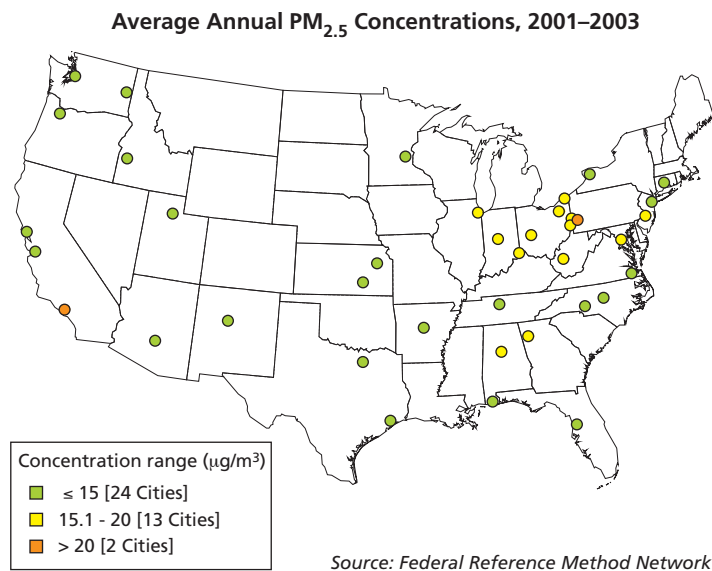 Average Annual PM2.5 Concentrations, 2001–2003
Concentration range (μg/m³)
≤ 15 [24 Cities]
15.1 - 20 [13 Cities]
> 20 [2 Cities]
Source: Federal Reference Method Network